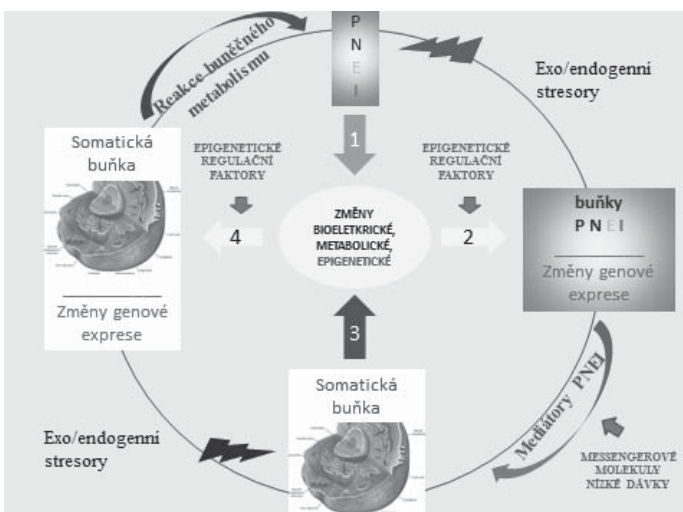 P
N
E
I
Reakce buněčného
metabolismu
Exo/endogenní
stresory
Somatická
buňka
EPIGENETICKÉ
REGULAČNÍ
FAKTORY
1
EPIGENETICKÉ
REGULAČNÍ
FAKTORY
4
ZMĚNY
BIOELETKRICKÉ,
METABOLICKÉ,
EPIGENETICKÉ
2
buňky
P N E I
Změny genové
exprese
Změny genové
exprese
3
Somatická
buňka
Mediátory PNEI
Exo/endogenní
stresory
MESSENGEROVÉ
MOLEKULY
NÍZKÉ DÁVKY